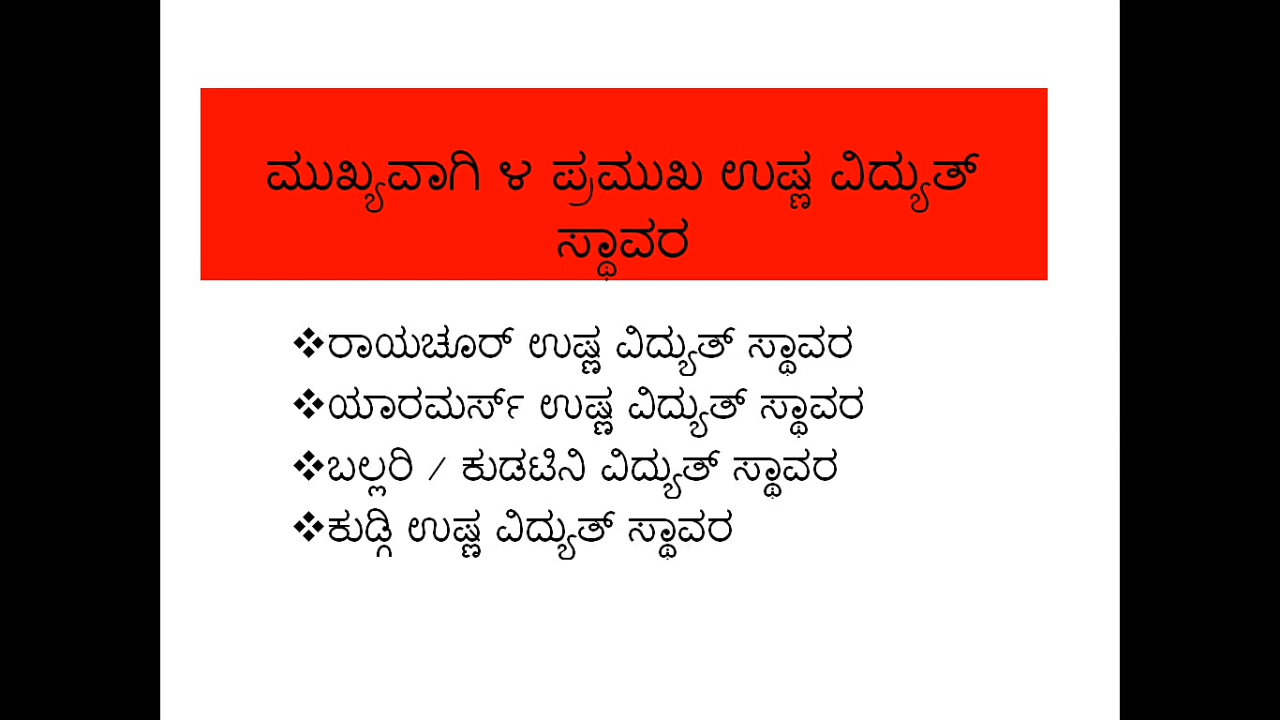 ಮುಖ್ಯವಾಗಿ ೪ ಪ್ರಮುಖ ಉಷ್ಣ ವಿದ್ಯುತ್
ಸ್ಥಾವರ
❖ರಾಯಚೂರ್ ಉಷ್ಣ ವಿದ್ಯುತ್ ಸ್ಥಾವರ
❖ಯಾರಮರ್ಸ್ ಉಷ್ಣ ವಿದ್ಯುತ್ ಸ್ಥಾವರ
❖ಬಲ್ಲರಿ / ಕುಡಟಿನಿ ವಿದ್ಯುತ್ ಸ್ಥಾವರ
❖ಕುಡ್ಗಿ ಉಷ್ಣ ವಿದ್ಯುತ್ ಸ್ಥಾವರ